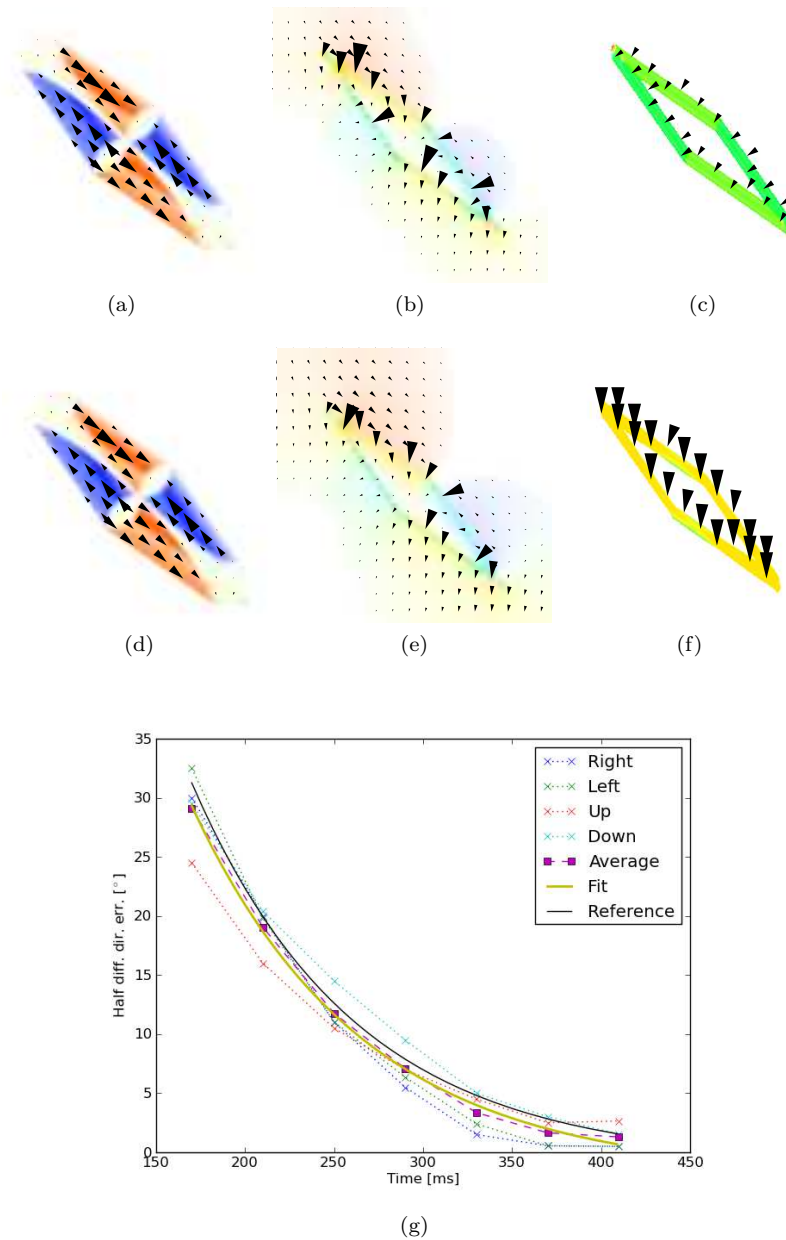 (a) (b) (c)
(d) (e) (f)
35
30
25
20
15
10
5
0
Half diff. dir. err. [°]
Right
Left
Up
Down
Average
Fit
Reference
150 200 250 300 350 400 450
Time [ms]
(g)